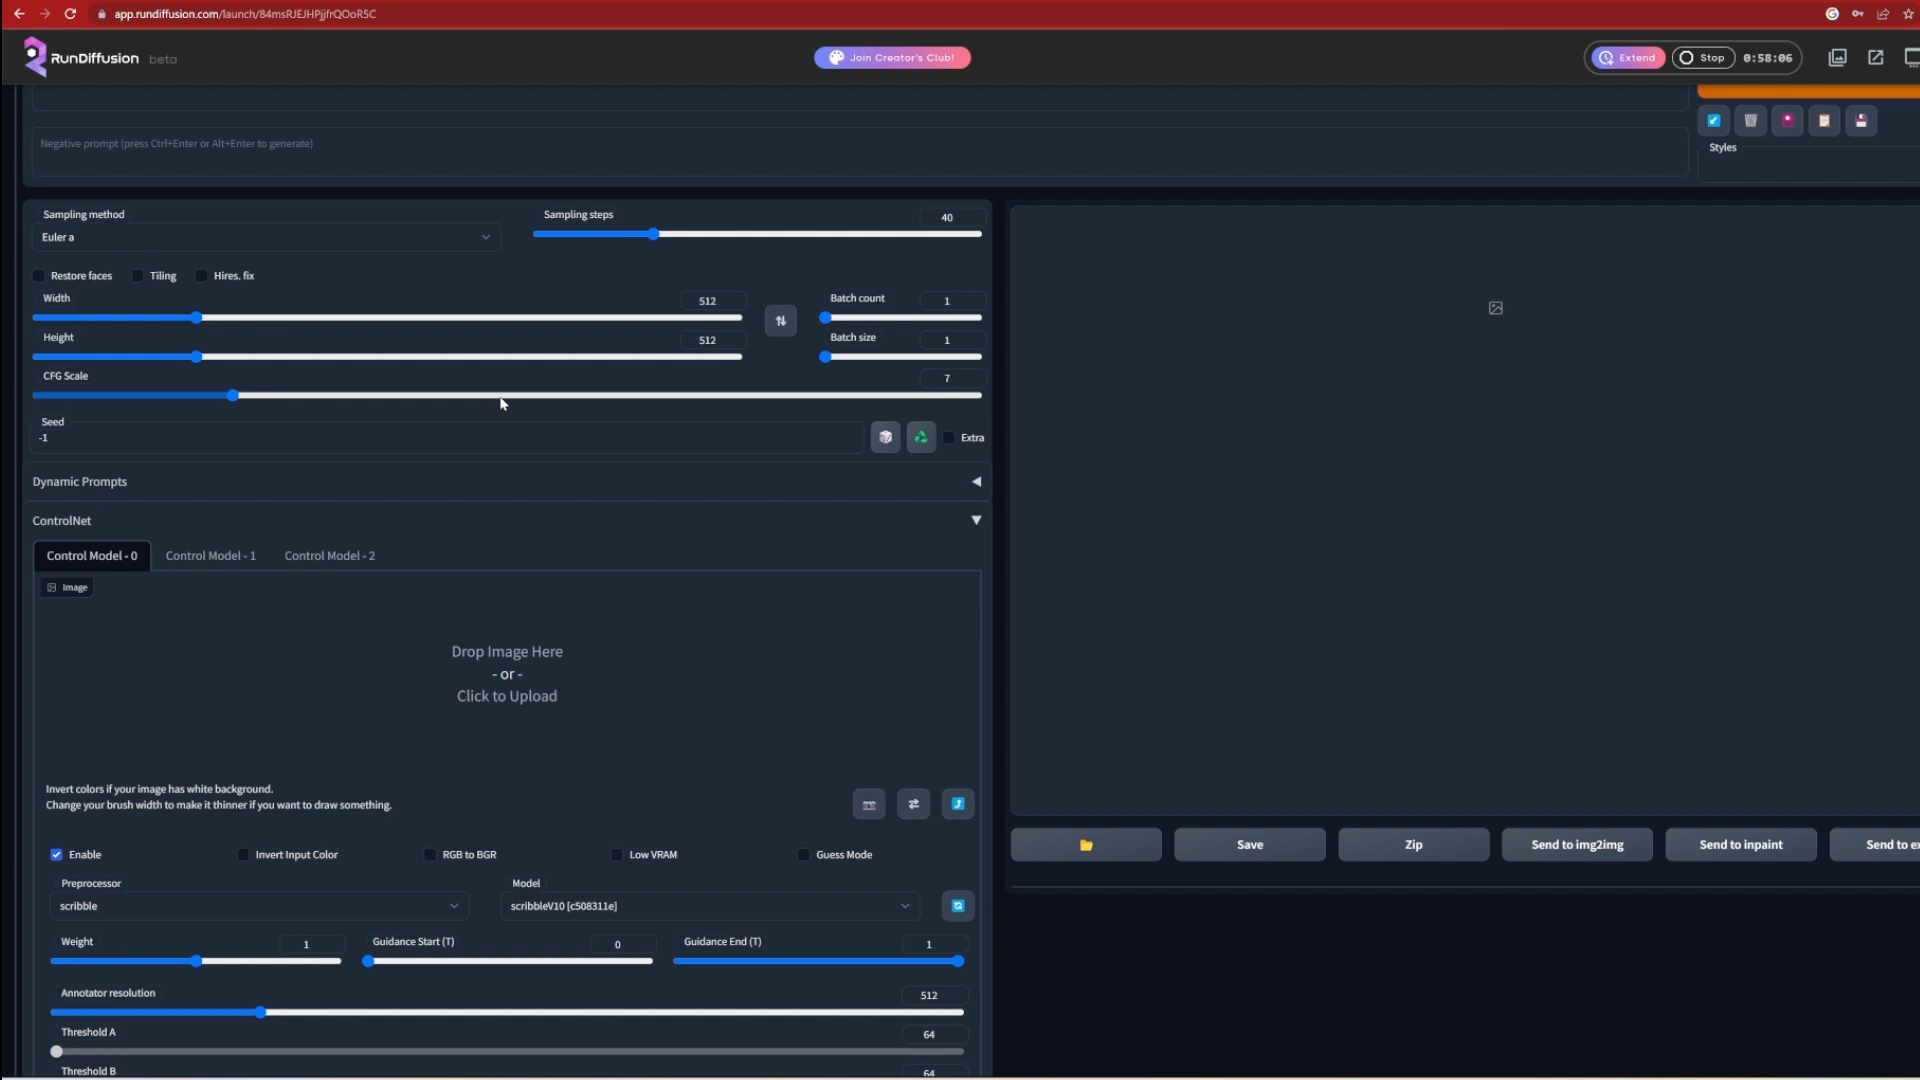 app.rundiffusion.com/launch/84msRJEJHPjjfrQOoR5C
RunDiffusion beta
Join Creator's Club!
Extend
Stop
0:58:06
Negative prompt (press Ctrl+Enter or Alt+Enter to generate)
Styles
Sampling method
Euler a
Sampling steps
40
Restore faces
Tiling
Hires. fix
Width
512
Batch count
1
Height
512
Batch size
1
CFG Scale
7
Seed
-1
Extra
Dynamic Prompts
ControlNet
Control Model - 0
Control Model - 1
Control Model - 2
Image
Drop Image Here
- or -
Click to Upload
Invert colors if your image has white background.
Change your brush width to make it thinner if you want to draw something.
Enable
Invert Input Color
RGB to BGR
Low VRAM
Guess Mode
Save
Zip
Send to img2img
Send to inpaint
Send to ex
Preprocessor
scribble
Model
scribbleV10 [c508311e]
Weight
1
Guidance Start (T)
0
Guidance End (T)
1
Annotator resolution
512
Threshold A
64
Threshold B
64